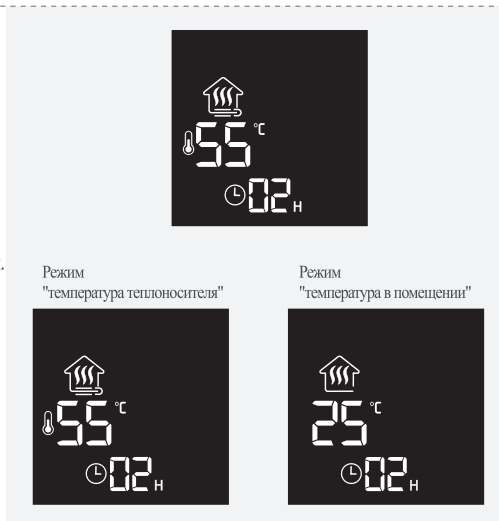 55 °C
02 H
.
Режим
"температура теплоносителя"
Режим
"температура в помещении"
55 °C
02 H
25 °C
02 H